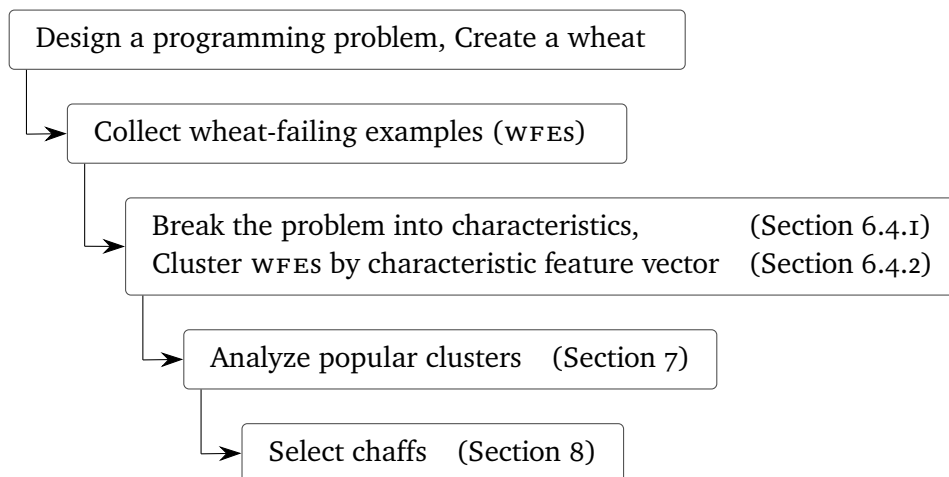 Design a programming problem, Create a wheat
Collect wheat-failing examples (WFEs)
Break the problem into characteristics, (Section 6.4.1)
Cluster WFEs by characteristic feature vector (Section 6.4.2)
Analyze popular clusters (Section 7)
Select chaffs (Section 8)